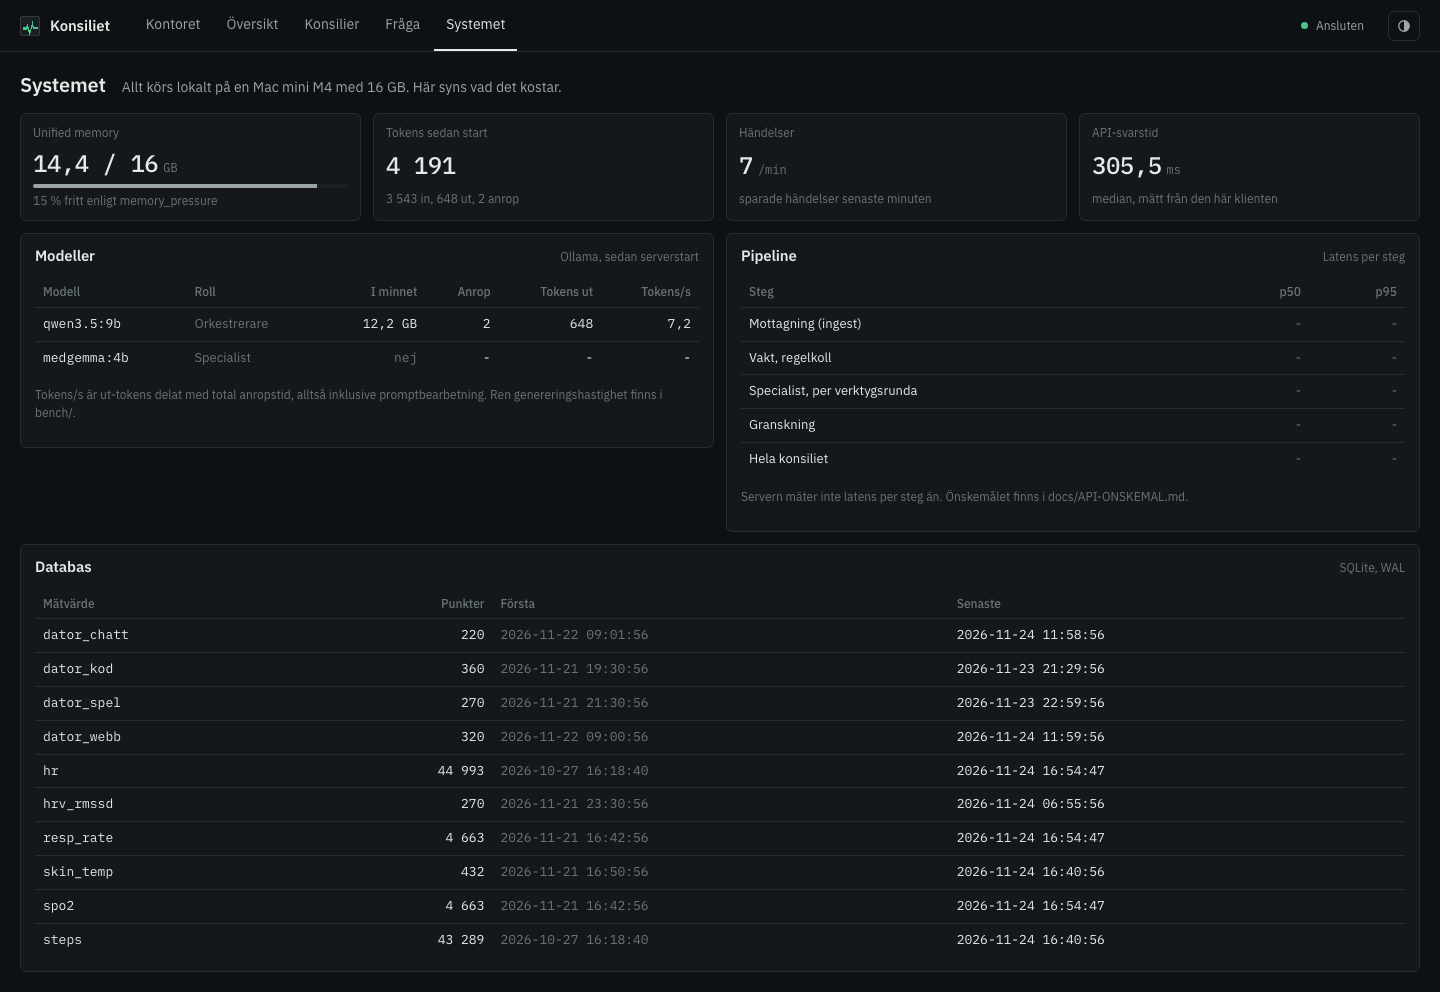 Konsiliet Kontoret Översikt Konsilier Fråga Systemet Ansluten
Systemet Allt körs lokalt på en Mac mini M4 med 16 GB. Här syns vad det kostar.
Unified memory
14,4 / 16 GB
15 % fritt enligt memory_pressure
Tokens sedan start
4 191
3 543 in, 648 ut, 2 anrop
Händelser
7 /min
sparade händelser senaste minuten
API-svarstid
305,5 ms
median, mätt från den här klienten
Modeller Ollama, sedan serverstart
Modell Roll I minnet Anrop Tokens ut Tokens/s
qwen3.5:9b Orkestrerare 12,2 GB 2 648 7,2
medgemma:4b Specialist nej - - -
Tokens/s är ut-tokens delat med total anropstid, alltså inklusive promptbearbetning. Ren genereringshastighet finns i
bench/.
Pipeline Latens per steg
Steg p50 p95
Mottagning (ingest) - -
Vakt, regelkoll - -
Specialist, per verktygsrunda - -
Granskning - -
Hela konsiliet - -
Servern mäter inte latens per steg än. Önskemålet finns i docs/API-ONSKEMAL.md.
Databas SQLite, WAL
Mätvärde Punkter Första Senaste
dator_chatt 220 2026-11-22 09:01:56 2026-11-24 11:58:56
dator_kod 360 2026-11-21 19:30:56 2026-11-23 21:29:56
dator_spel 270 2026-11-21 21:30:56 2026-11-23 22:59:56
dator_webb 320 2026-11-22 09:00:56 2026-11-24 11:59:56
hr 44 993 2026-10-27 16:18:40 2026-11-24 16:54:47
hrv_rmssd 270 2026-11-21 23:30:56 2026-11-24 06:55:56
resp_rate 4 663 2026-11-21 16:42:56 2026-11-24 16:54:47
skin_temp 432 2026-11-21 16:50:56 2026-11-24 16:40:56
spo2 4 663 2026-11-21 16:42:56 2026-11-24 16:54:47
steps 43 289 2026-10-27 16:18:40 2026-11-24 16:40:56